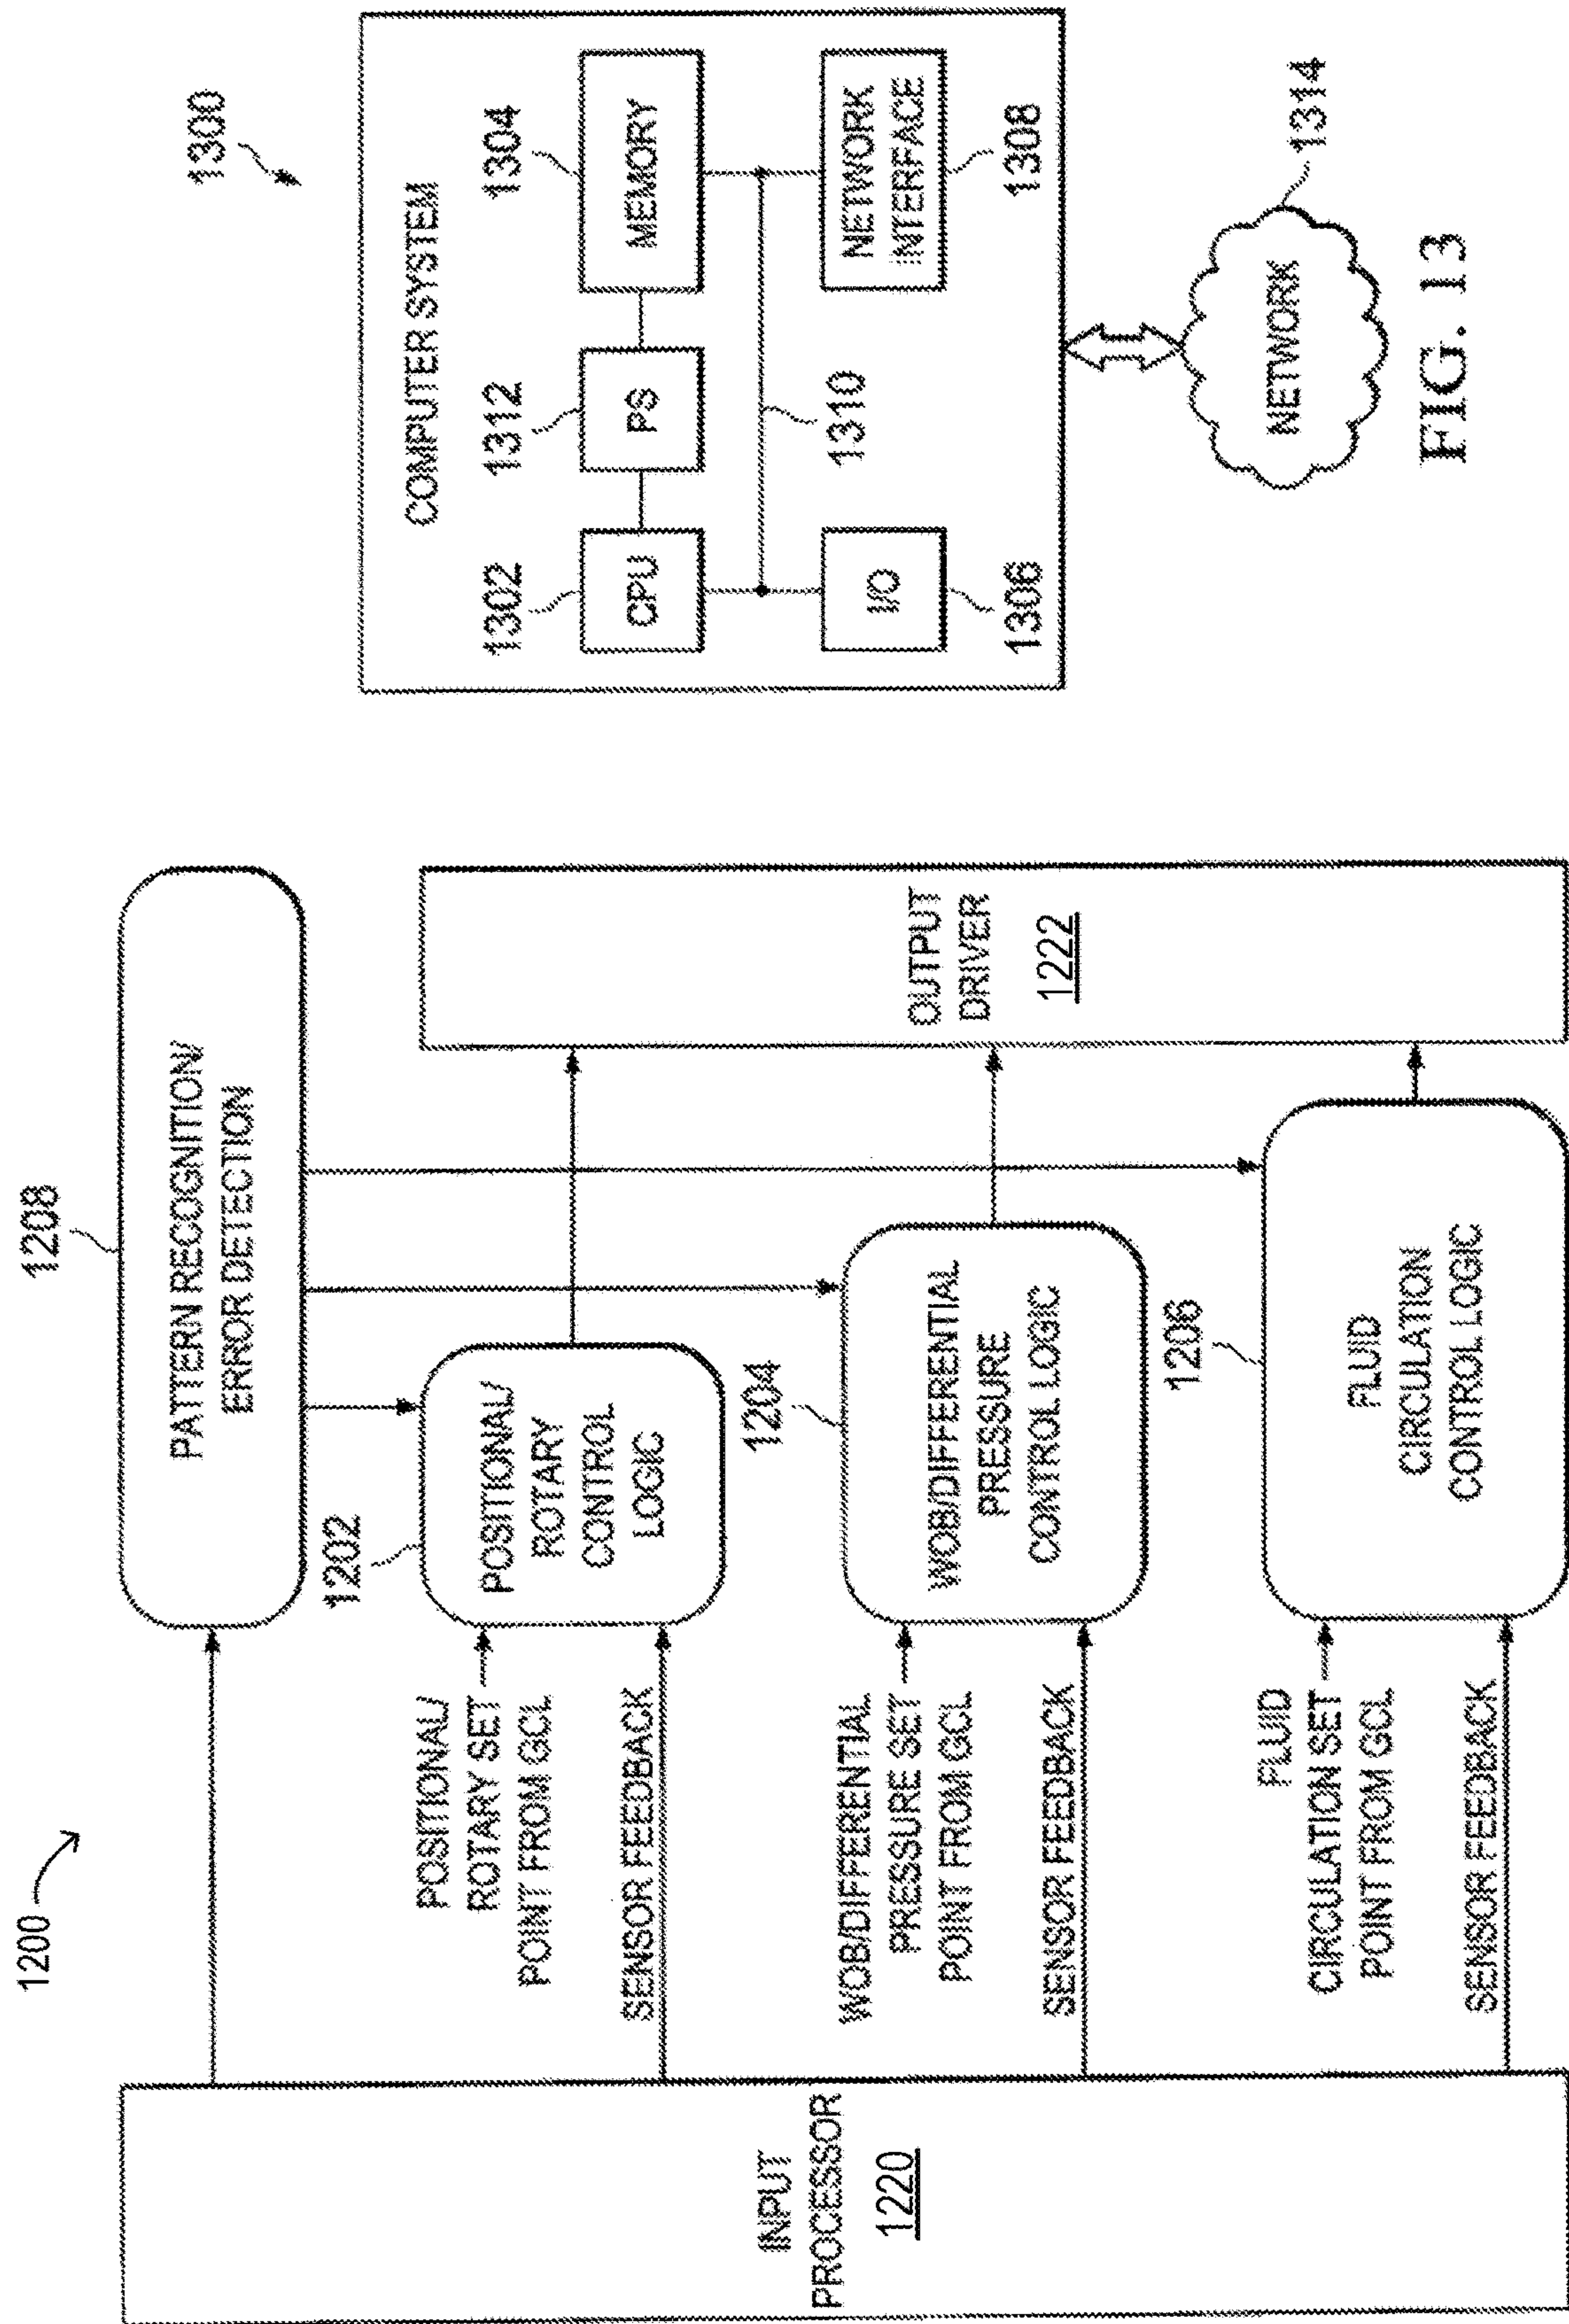 1200
1208
PATTERN RECOGNITION/
ERROR DETECTION
INPUT
PROCESSOR
1220
POSITIONAL/
ROTARY SET
POINT FROM GCL
SENSOR FEEDBACK
1202
POSITIONAL/
ROTARY
CONTROL
LOGIC
WOB/DIFFERENTIAL
PRESSURE SET
POINT FROM GCL
SENSOR FEEDBACK
1204
WOB/DIFFERENTIAL
PRESSURE
CONTROL LOGIC
FLUID
CIRCULATION SET
POINT FROM GCL
SENSOR FEEDBACK
1206
FLUID
CIRCULATION
CONTROL LOGIC
OUTPUT
DRIVER
1222
1300
COMPUTER SYSTEM
1302
CPU
1312
PS
1304
MEMORY
1310
I/O
1306
NETWORK
INTERFACE
1308
NETWORK
1314
FIG. 13